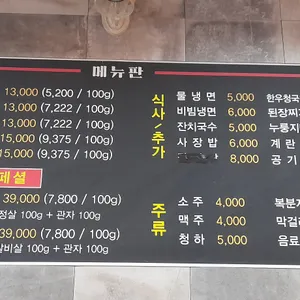 메뉴판
13,000 (5,200 / 100g)
13,000 (7,222 / 100g)
13,000 (7,222 / 100g)
15,000 (9,375 / 100g)
15,000 (9,375 / 100g)
페셜
39,000 (7,800 / 100g)
정살 100g + 관자 100g
39,000 (7,800 / 100g)
갈비살 100g + 관자 100g
식사/추가
물냉면 5,000
비빔냉면 6,000
잔치국수 5,000
사장밥 6,000
8,000
한우청국
된장찌
누룽지
계란
공기
주류
소주 4,000
맥주 4,000
청하 5,000
복분자
막걸리
음료